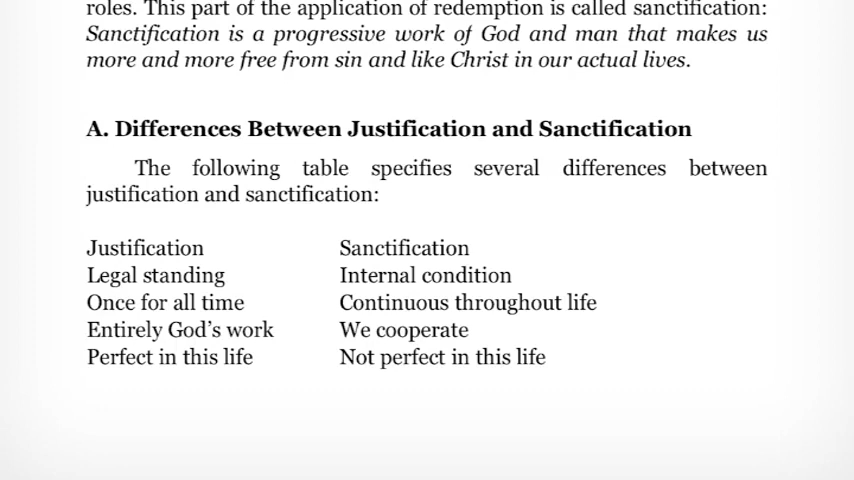 roles. This part of the application of redemption is called sanctification:
Sanctification is a progressive work of God and man that makes us
more and more free from sin and like Christ in our actual lives.
A. Differences Between Justification and Sanctification
The following table specifies several differences between
justification and sanctification:
Justification Sanctification
Legal standing Internal condition
Once for all time Continuous throughout life
Entirely God’s work We cooperate
Perfect in this life Not perfect in this life